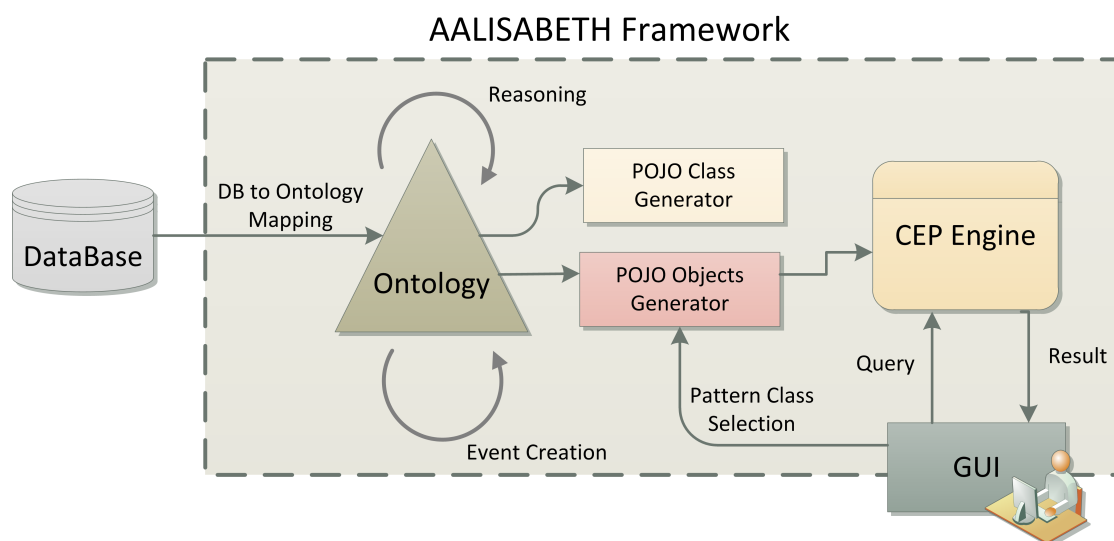 AALISABETH Framework
Reasoning
DB to Ontology
Mapping
DataBase
Ontology
POJO Class
Generator
POJO Objects
Generator
CEP Engine
Query
Result
Pattern Class
Selection
Event Creation
GUI